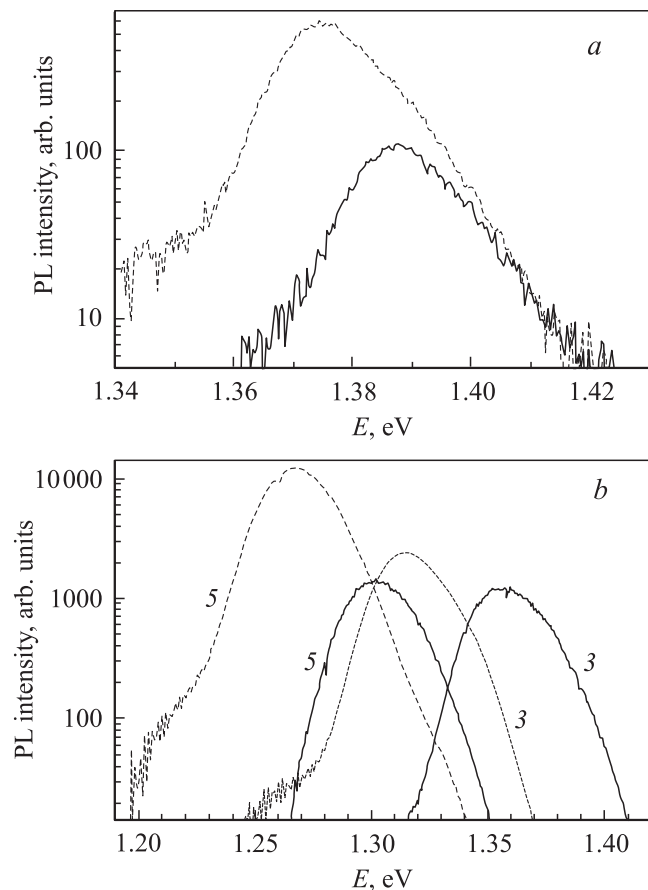 a
PL intensity, arb. units
100
10
1.34 1.36 1.38 1.40 1.42
E, eV
b
PL intensity, arb. units
10000
1000
100
5
5
3
3
1.20 1.25 1.30 1.35 1.40
E, eV